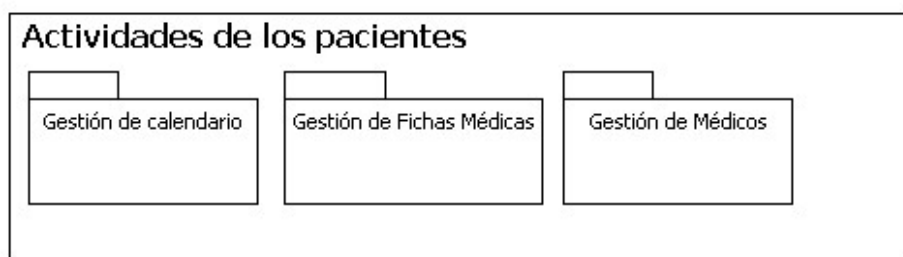 Actividades de los pacientes
Gestión de calendario
Gestión de Fichas Médicas
Gestión de Médicos